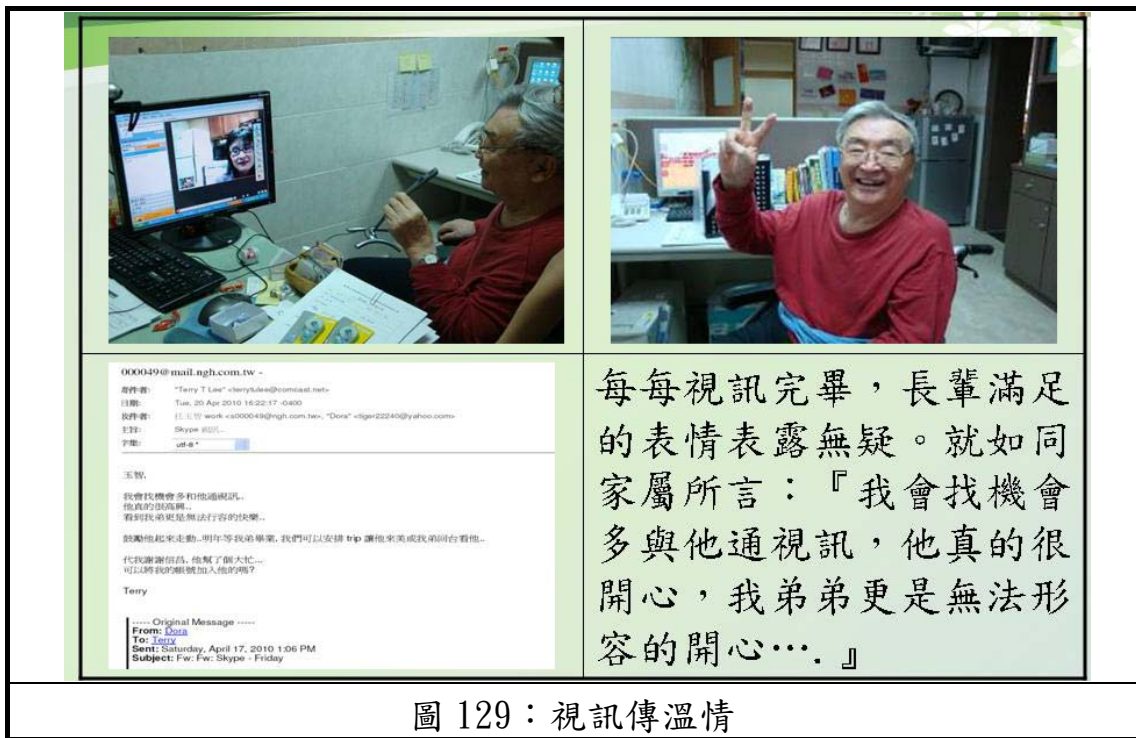 000049@mail.ngh.com.tw -
寄件者: "Terry T Lee" <terrytulee@comcast.net>
日期: Tue, 20 Apr 2010 16:22:17 -0400
收件者: 任玉智 work <s000049@ngh.com.tw>, "Dora" <tiger22240@yahoo.com>
主旨: Skype 視訊...
字集: utf-8 *
玉智,
我會找機會多和他通視訊..
他真的很高興..
看到我弟更是無法行容的快樂..
鼓勵他起來走動..明年等我弟畢業, 我們可以安排 trip 讓他來美或我弟回台看他..
代我謝謝信昌, 他幫了個大忙...
可以將我的帳號加入他的嗎?
Terry
----- Original Message -----
From: Dora
To: Terry
Sent: Saturday, April 17, 2010 1:06 PM
Subject: Fw: Fw: Skype - Friday
每每視訊完畢，長輩滿足
的表情表露無疑。就如同
家屬所言：『我會找機會
多與他通視訊，他真的很
開心，我弟弟更是無法形
容的開心….』
圖 129：視訊傳溫情